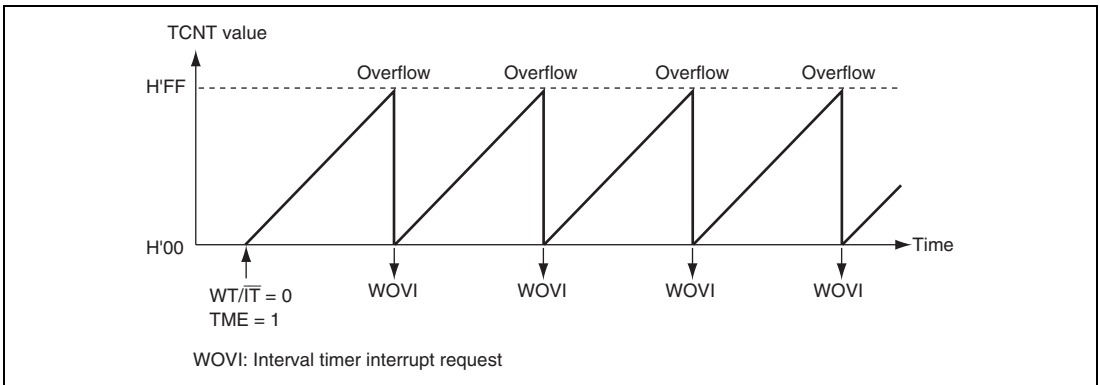 TCNT value
Overflow Overflow Overflow Overflow
H'FF
H'00
Time
WT/I̅T̅ = 0
TME = 1
WOVI WOVI WOVI WOVI
WOVI: Interval timer interrupt request